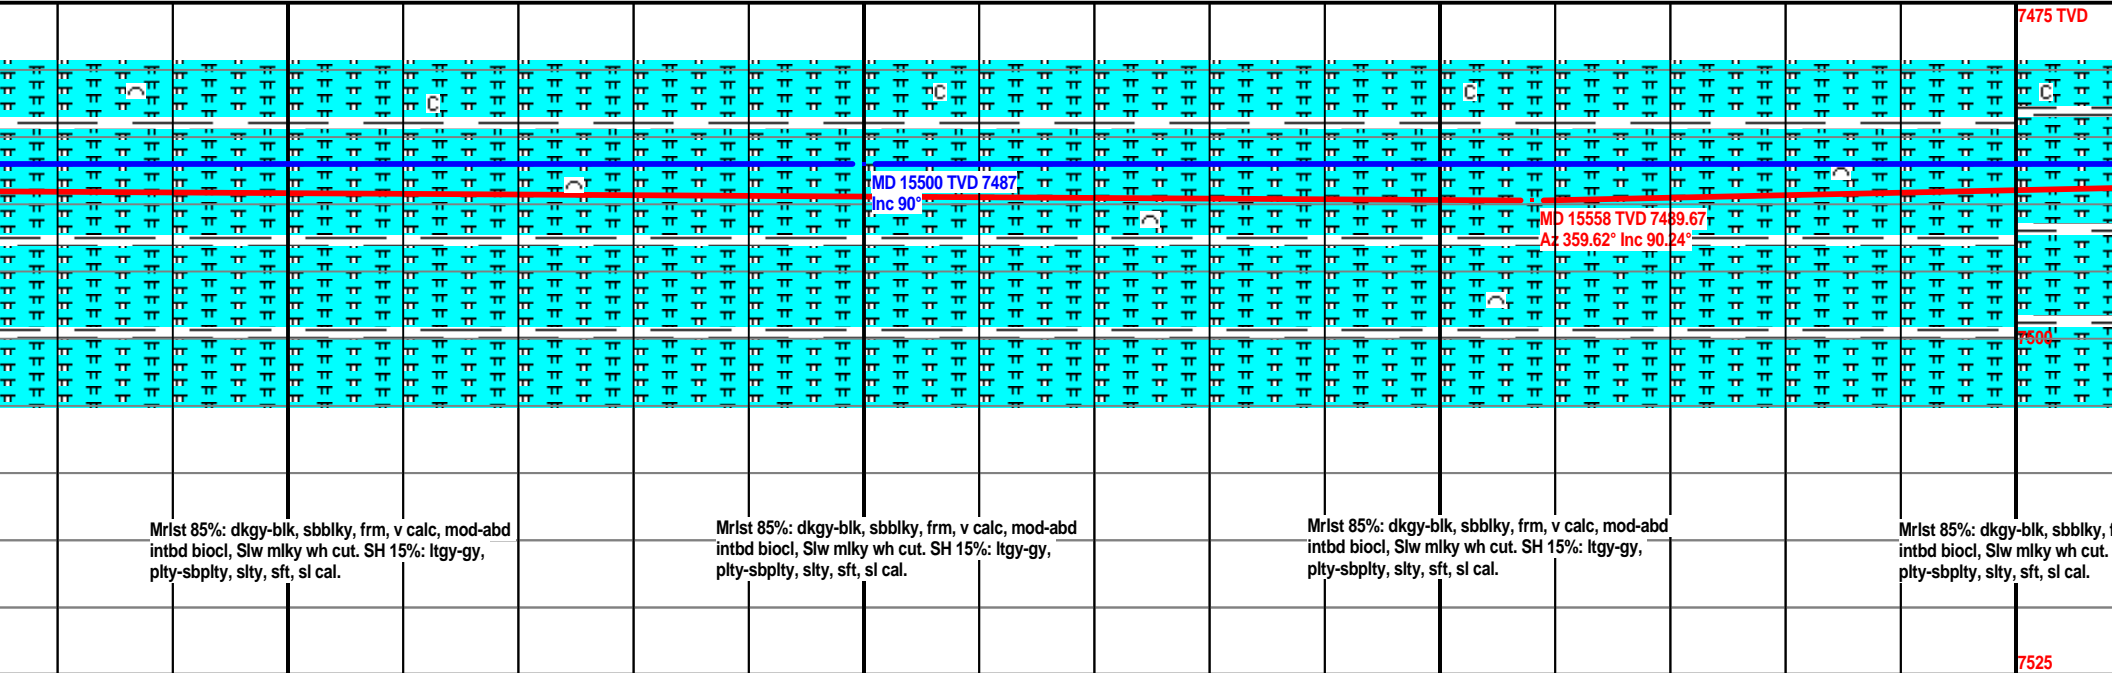 7475 TVD
C
C
C
C
MD 15500 TVD 7487
Inc 90°
MD 15558 TVD 7489.67
Az 359.62° Inc 90.24°
7500
Mrlst 85%: dkgy-blk, sbblky, frm, v calc, mod-abd
intbd biocl, Slw mlky wh cut. SH 15%: ltgy-gy,
plty-sbplty, slty, sft, sl cal.
Mrlst 85%: dkgy-blk, sbblky, frm, v calc, mod-abd
intbd biocl, Slw mlky wh cut. SH 15%: ltgy-gy,
plty-sbplty, slty, sft, sl cal.
Mrlst 85%: dkgy-blk, sbblky, frm, v calc, mod-abd
intbd biocl, Slw mlky wh cut. SH 15%: ltgy-gy,
plty-sbplty, slty, sft, sl cal.
Mrlst 85%: dkgy-blk, sbblky, f
intbd biocl, Slw mlky wh cut.
plty-sbplty, slty, sft, sl cal.
7525